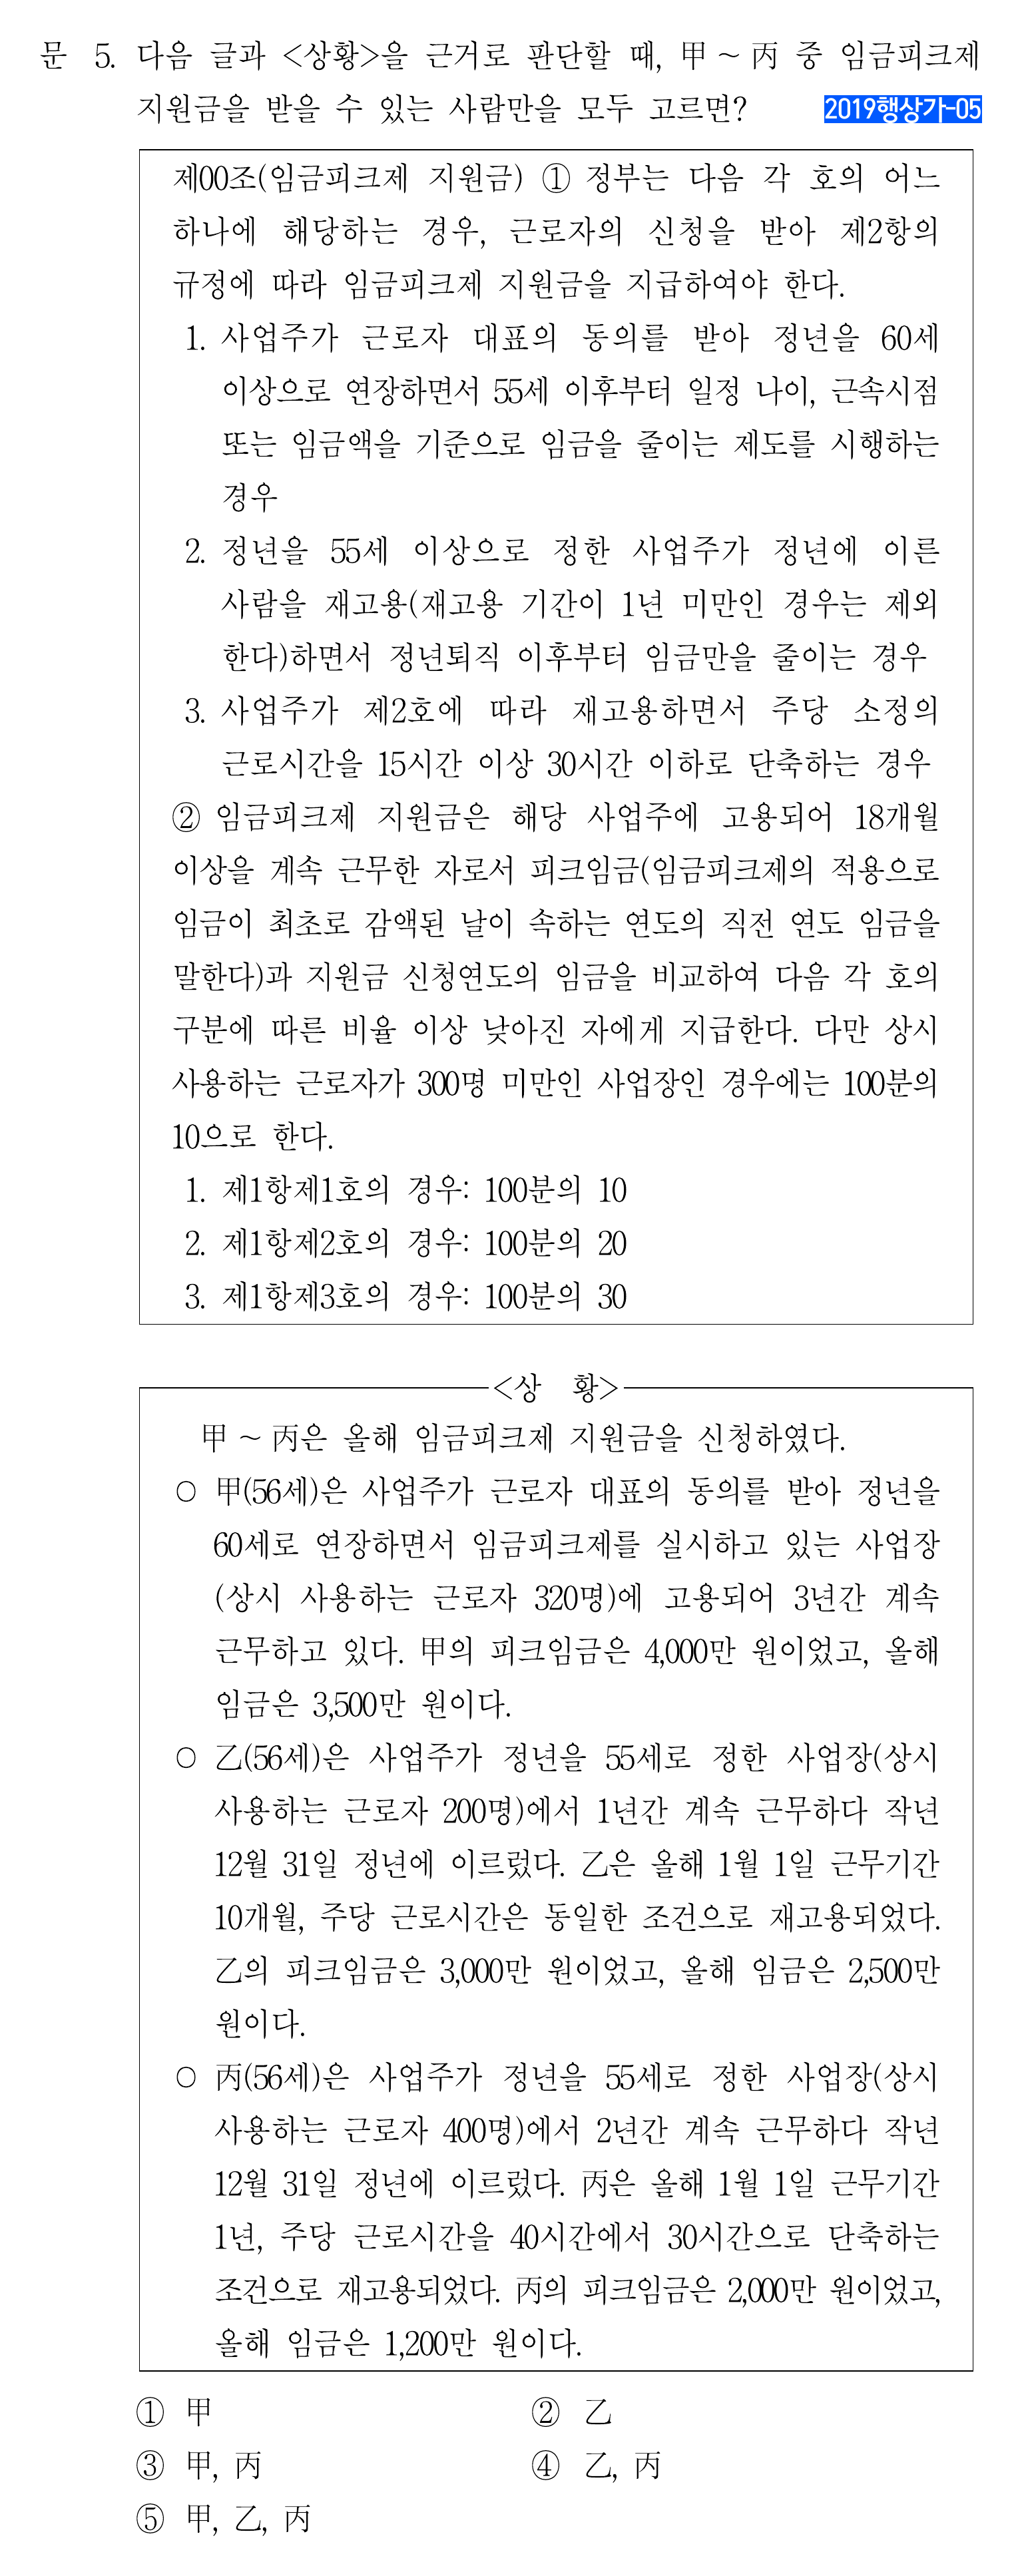 문 5. 다음 글과 <상황>을 근거로 판단할 때, 甲 ~ 丙 중 임금피크제
지원금을 받을 수 있는 사람만을 모두 고르면?
2019행상가-05
제00조(임금피크제 지원금) ① 정부는 다음 각 호의 어느
하나에 해당하는 경우, 근로자의 신청을 받아 제2항의
규정에 따라 임금피크제 지원금을 지급하여야 한다.
1. 사업주가 근로자 대표의 동의를 받아 정년을 60세
이상으로 연장하면서 55세 이후부터 일정 나이, 근속시점
또는 임금액을 기준으로 임금을 줄이는 제도를 시행하는
경우
2. 정년을 55세 이상으로 정한 사업주가 정년에 이른
사람을 재고용(재고용 기간이 1년 미만인 경우는 제외
한다)하면서 정년퇴직 이후부터 임금만을 줄이는 경우
3. 사업주가 제2호에 따라 재고용하면서 주당 소정의
근로시간을 15시간 이상 30시간 이하로 단축하는 경우
② 임금피크제 지원금은 해당 사업주에 고용되어 18개월
이상을 계속 근무한 자로서 피크임금(임금피크제의 적용으로
임금이 최초로 감액된 날이 속하는 연도의 직전 연도 임금을
말한다)과 지원금 신청연도의 임금을 비교하여 다음 각 호의
구분에 따른 비율 이상 낮아진 자에게 지급한다. 다만 상시
사용하는 근로자가 300명 미만인 사업장인 경우에는 100분의
10으로 한다.
1. 제1항제1호의 경우: 100분의 10
2. 제1항제2호의 경우: 100분의 20
3. 제1항제3호의 경우: 100분의 30
<상 황>
甲 ~ 丙은 올해 임금피크제 지원금을 신청하였다.
○ 甲(56세)은 사업주가 근로자 대표의 동의를 받아 정년을
60세로 연장하면서 임금피크제를 실시하고 있는 사업장
(상시 사용하는 근로자 320명)에 고용되어 3년간 계속
근무하고 있다. 甲의 피크임금은 4,000만 원이었고, 올해
임금은 3,500만 원이다.
○ 乙(56세)은 사업주가 정년을 55세로 정한 사업장(상시
사용하는 근로자 200명)에서 1년간 계속 근무하다 작년
12월 31일 정년에 이르렀다. 乙은 올해 1월 1일 근무기간
10개월, 주당 근로시간은 동일한 조건으로 재고용되었다.
乙의 피크임금은 3,000만 원이었고, 올해 임금은 2,500만
원이다.
○ 丙(56세)은 사업주가 정년을 55세로 정한 사업장(상시
사용하는 근로자 400명)에서 2년간 계속 근무하다 작년
12월 31일 정년에 이르렀다. 丙은 올해 1월 1일 근무기간
1년, 주당 근로시간을 40시간에서 30시간으로 단축하는
조건으로 재고용되었다. 丙의 피크임금은 2,000만 원이었고,
올해 임금은 1,200만 원이다.
① 甲 ② 乙
③ 甲, 丙 ④ 乙, 丙
⑤ 甲, 乙, 丙